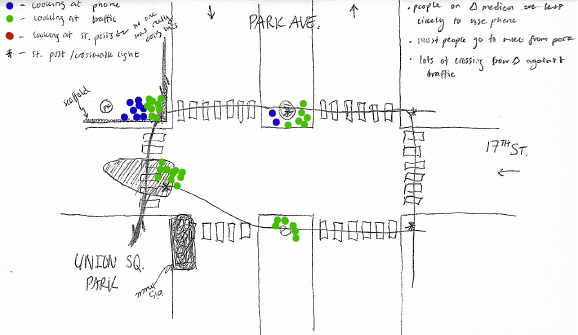 Looking at phone
Looking at traffic
Looking at st. posts ← no one
was really
doing this
* St. post / crosswalk light
PARK AVE.
• people on Δ median are less
likely to use phone
• most people go to from park
• lots of crossing from Δ against
traffic
scaffold
17TH ST.
UNION SQ.
PARK